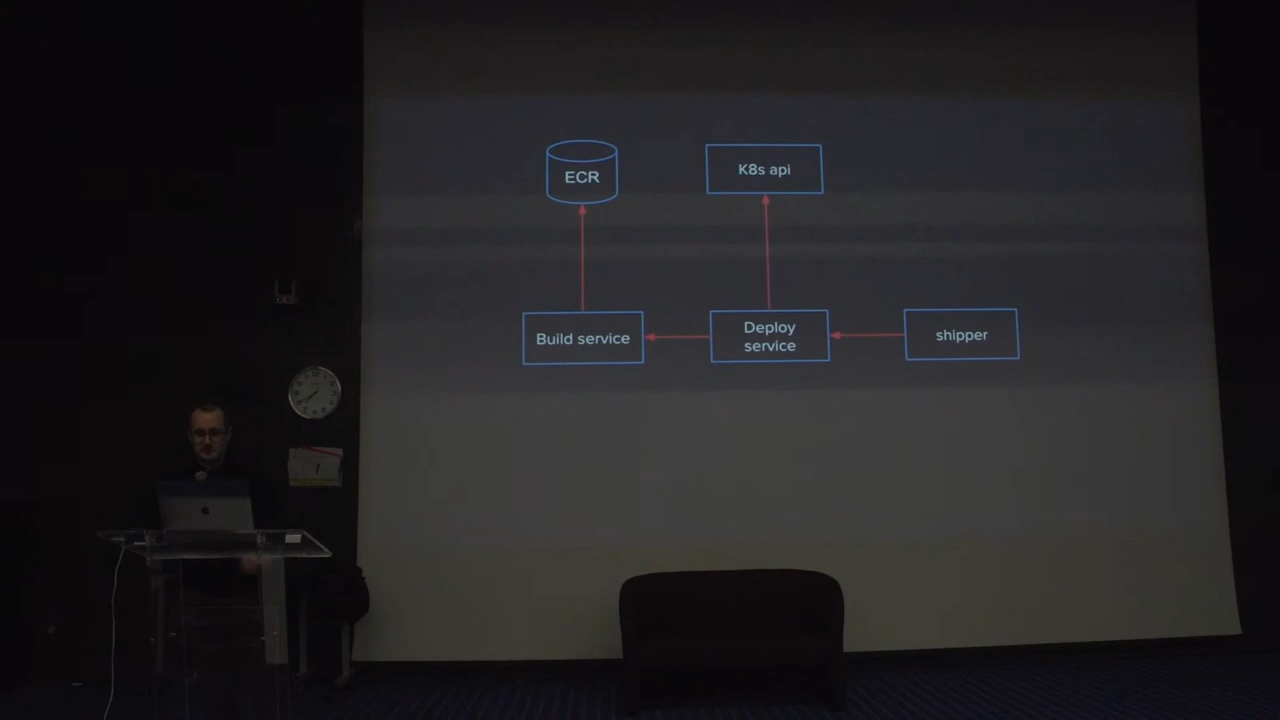 ECR
K8s api
Build service
Deploy
service
shipper